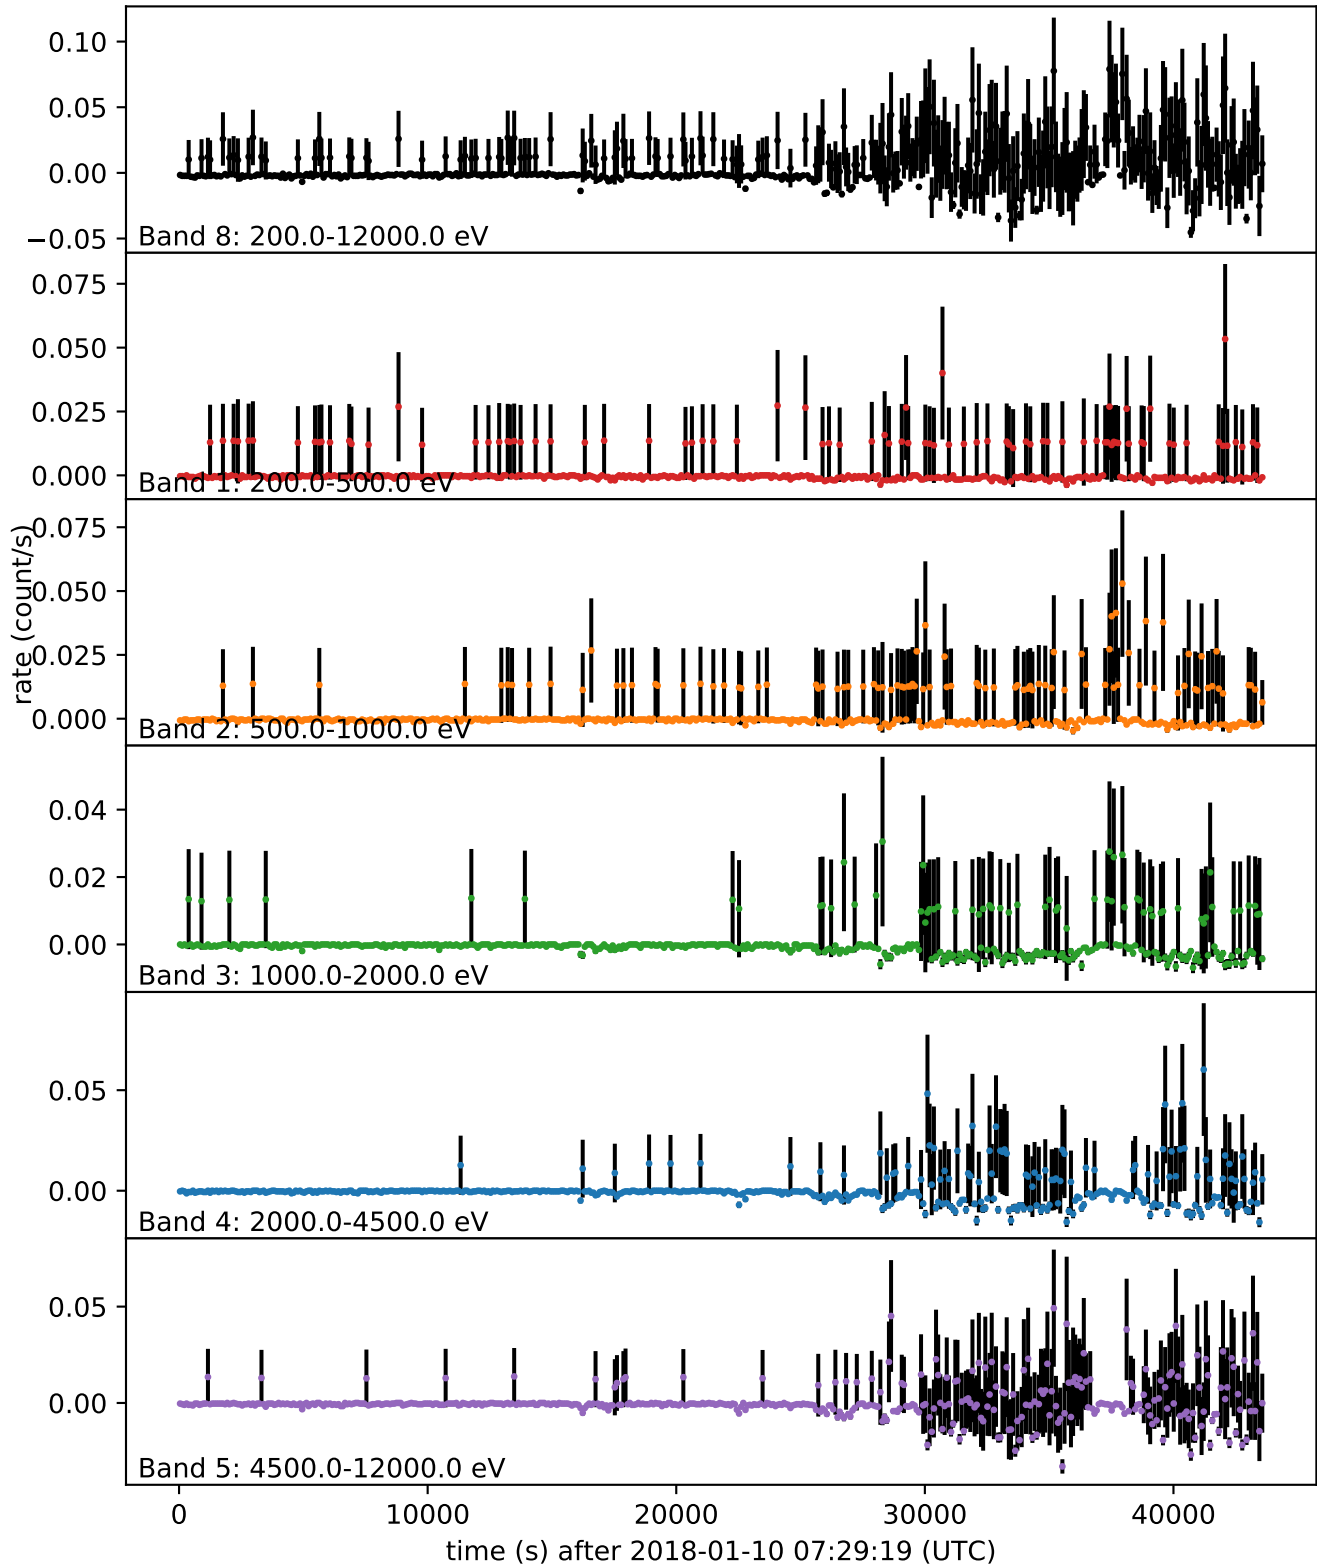 0.10
0.05
0.00
−0.05
Band 8: 200.0-12000.0 eV
0.075
0.050
0.025
0.000
Band 1: 200.0-500.0 eV
rate (count/s)
0.075
0.050
0.025
0.000
Band 2: 500.0-1000.0 eV
0.04
0.02
0.00
Band 3: 1000.0-2000.0 eV
0.05
0.00
Band 4: 2000.0-4500.0 eV
0.05
0.00
Band 5: 4500.0-12000.0 eV
0 10000 20000 30000 40000
time (s) after 2018-01-10 07:29:19 (UTC)